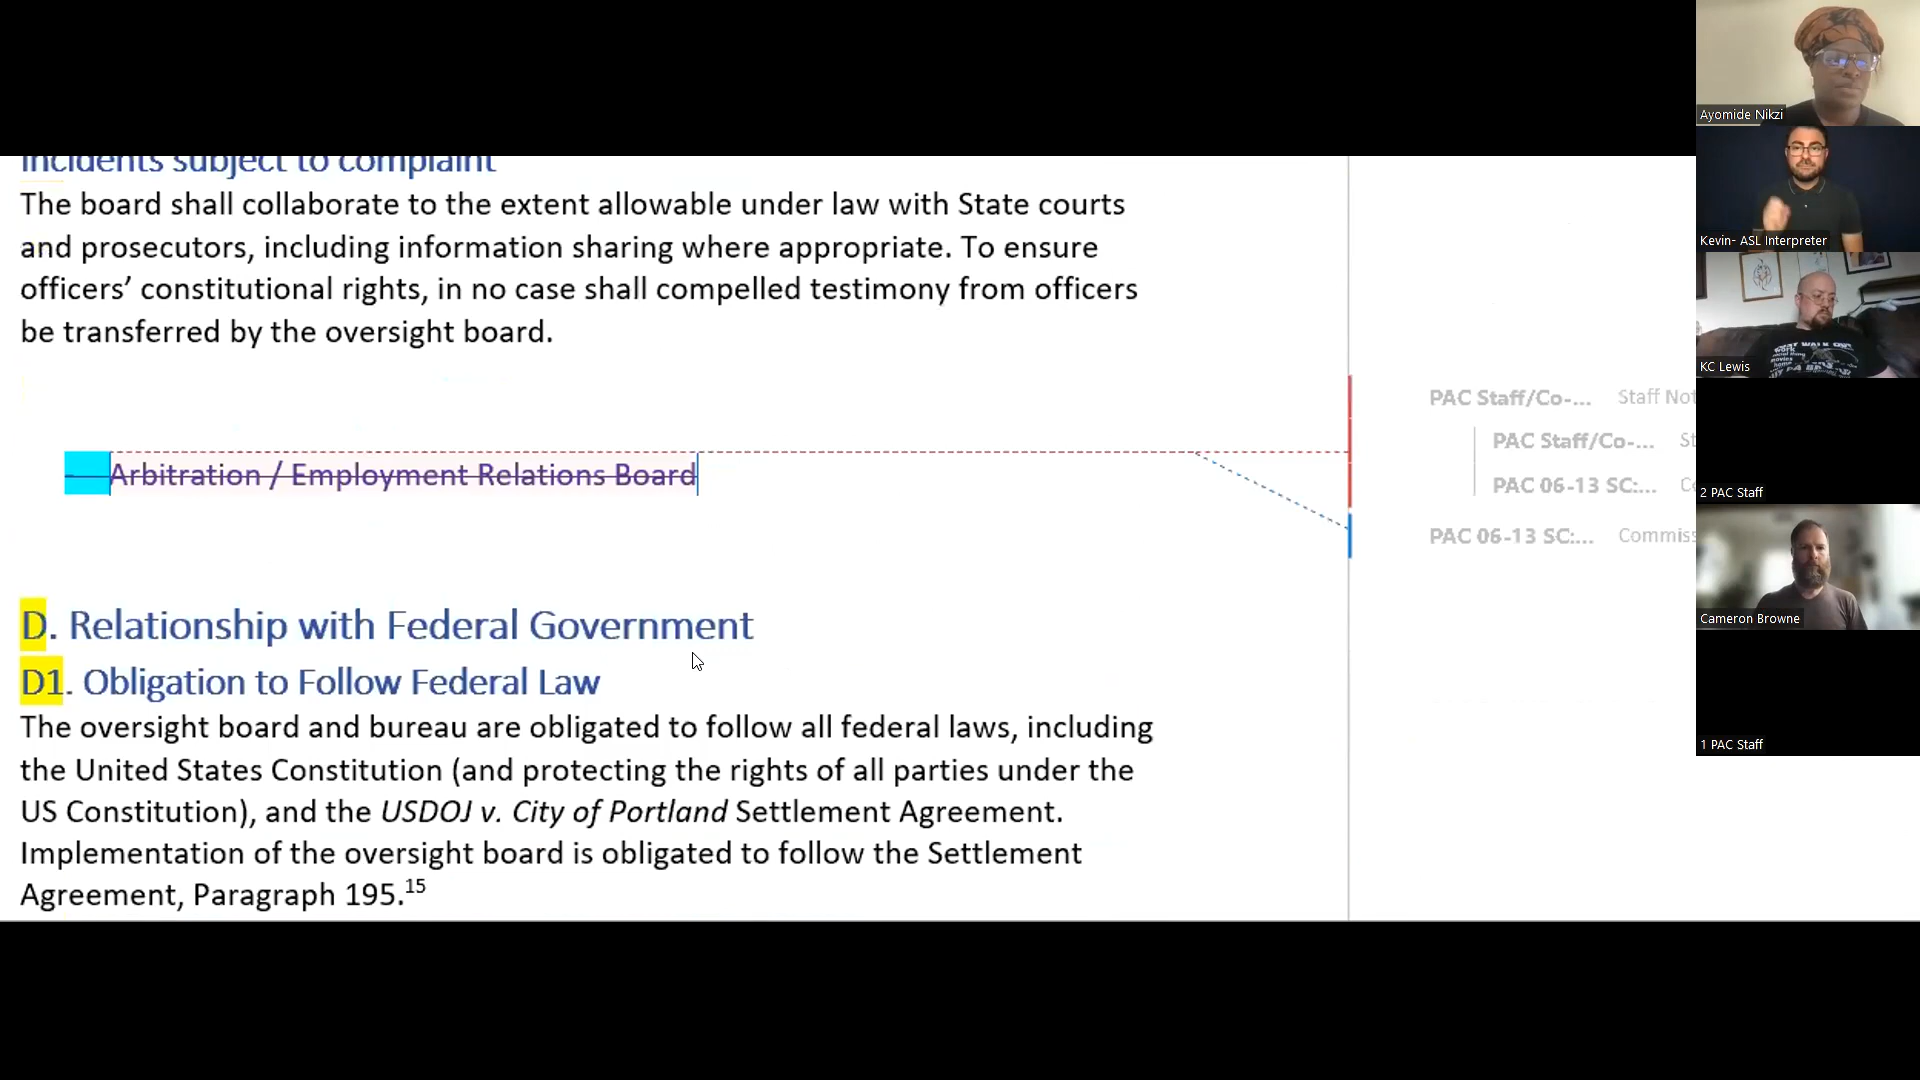 Incidents subject to complaint
The board shall collaborate to the extent allowable under law with State courts
and prosecutors, including information sharing where appropriate. To ensure
officers’ constitutional rights, in no case shall compelled testimony from officers
be transferred by the oversight board.
Arbitration / Employment Relations Board
D. Relationship with Federal Government
D1. Obligation to Follow Federal Law
The oversight board and bureau are obligated to follow all federal laws, including
the United States Constitution (and protecting the rights of all parties under the
US Constitution), and the USDOJ v. City of Portland Settlement Agreement.
Implementation of the oversight board is obligated to follow the Settlement
Agreement, Paragraph 195.15
PAC Staff/Co-... Staff Not
PAC Staff/Co-... St
PAC 06-13 SC:... Co
PAC 06-13 SC:... Commiss
Ayomide Nikzi
Kevin- ASL Interpreter
KC Lewis
2 PAC Staff
Cameron Browne
1 PAC Staff